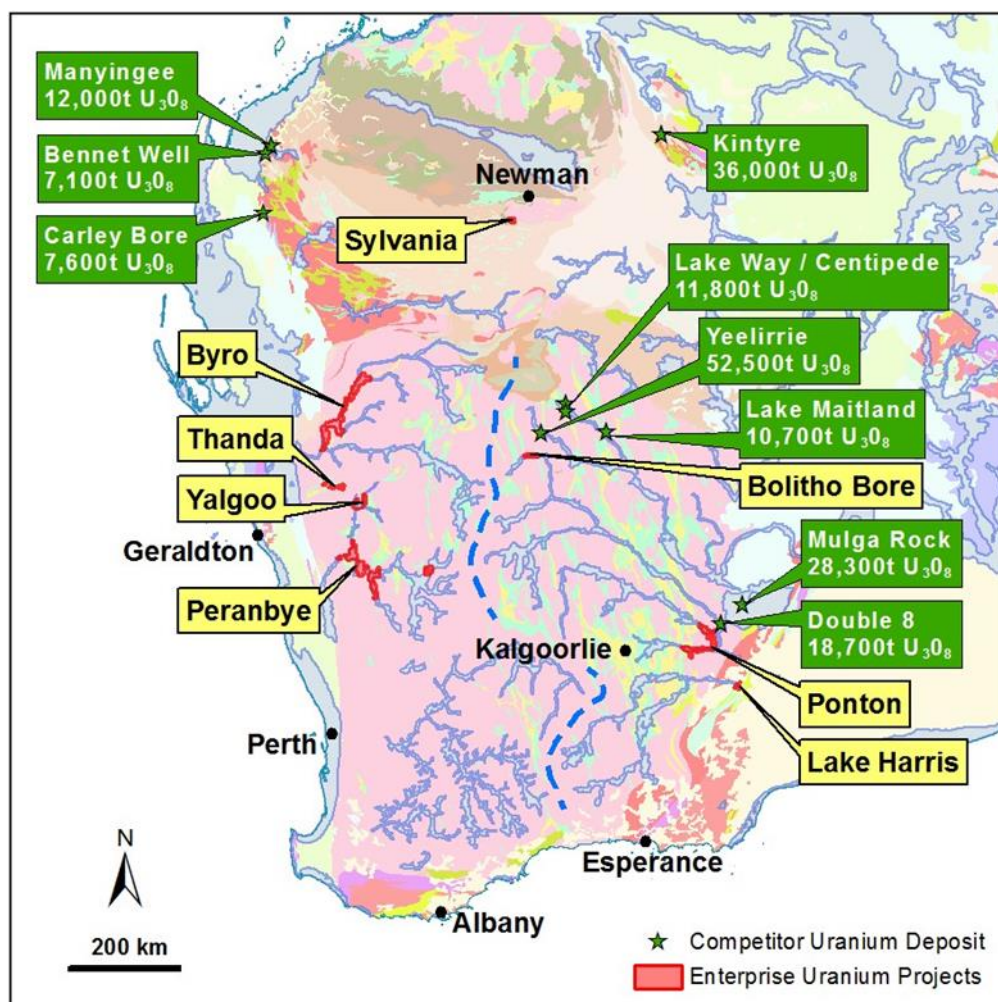 Manyingee
12,000t U₃0₈
Bennet Well
7,100t U₃0₈
Carley Bore
7,600t U₃0₈
Kintyre
36,000t U₃0₈
Newman
Sylvania
Lake Way / Centipede
11,800t U₃0₈
Yeelirrie
52,500t U₃0₈
Lake Maitland
10,700t U₃0₈
Byro
Thanda
Yalgoo
Bolitho Bore
Geraldton
Mulga Rock
28,300t U₃0₈
Double 8
18,700t U₃0₈
Peranbye
Kalgoorlie
Ponton
Perth
Lake Harris
N
Esperance
Albany
200 km
Competitor Uranium Deposit
Enterprise Uranium Projects